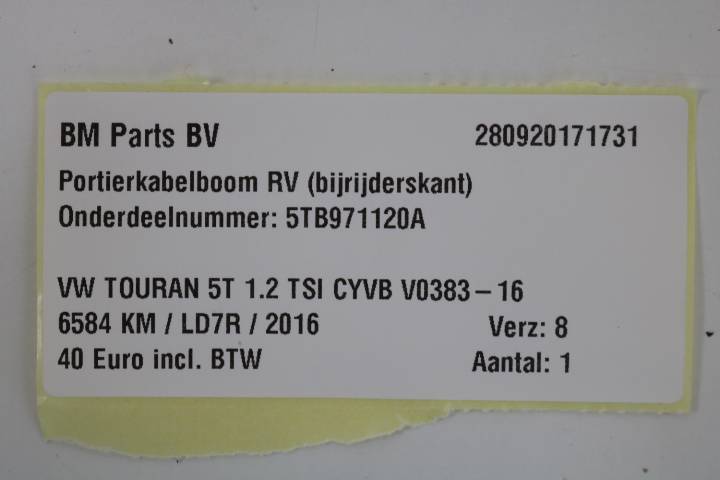 BM Parts BV 280920171731
Portierkabelboom RV (bijrijderskant)
Onderdeelnummer: 5TB971120A
VW TOURAN 5T 1.2 TSI CYVB V0383-16
6584 KM / LD7R / 2016 Verz: 8
40 Euro incl. BTW Aantal: 1